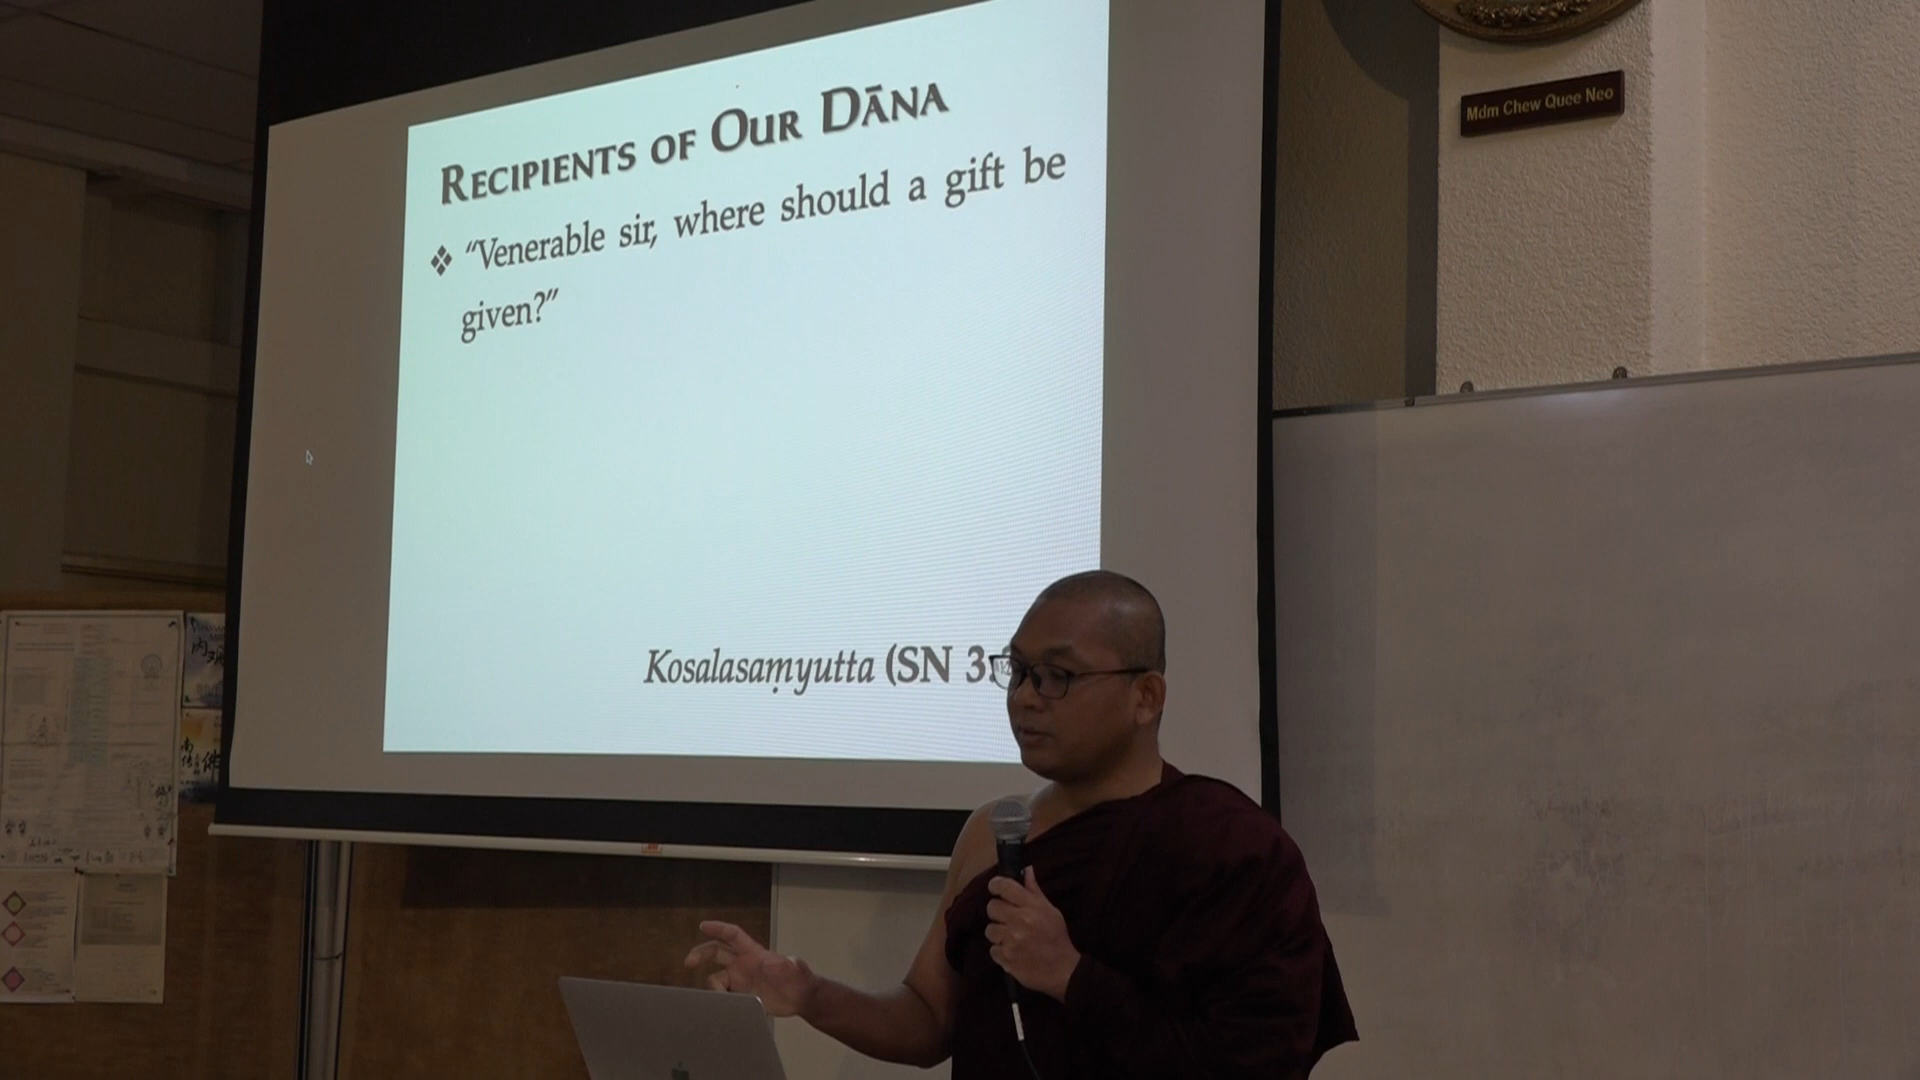 RECIPIENTS OF OUR DĀNA
❖ “Venerable sir, where should a gift be
given?”
Kosalasaṃyutta (SN 3:
Mdm Chew Quee Neo